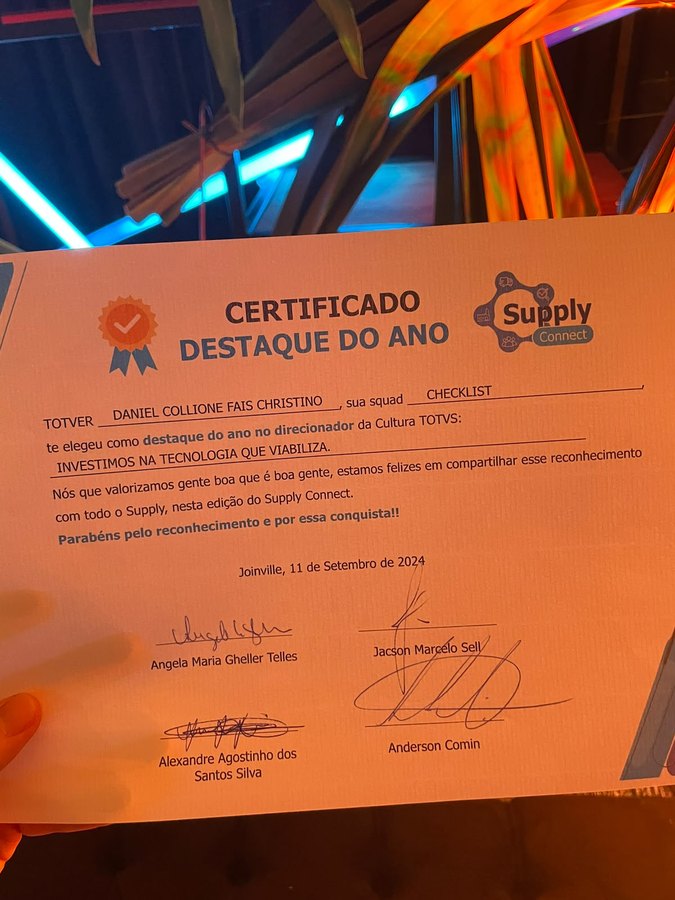 CERTIFICADO
DESTAQUE DO ANO
Supply
Connect
TOTVER DANIEL COLLIONE FAIS CHRISTINO, sua squad CHECKLIST,
te elegeu como destaque do ano no direcionador da Cultura TOTVS:
INVESTIMOS NA TECNOLOGIA QUE VIABILIZA.
Nós que valorizamos gente boa que é boa gente, estamos felizes em compartilhar esse reconhecimento
com todo o Supply, nesta edição do Supply Connect.
Parabéns pelo reconhecimento e por essa conquista!!
Joinville, 11 de Setembro de 2024
Angela Maria Gheller Telles
Jacson Marcelo Sell
Alexandre Agostinho dos
Santos Silva
Anderson Comin